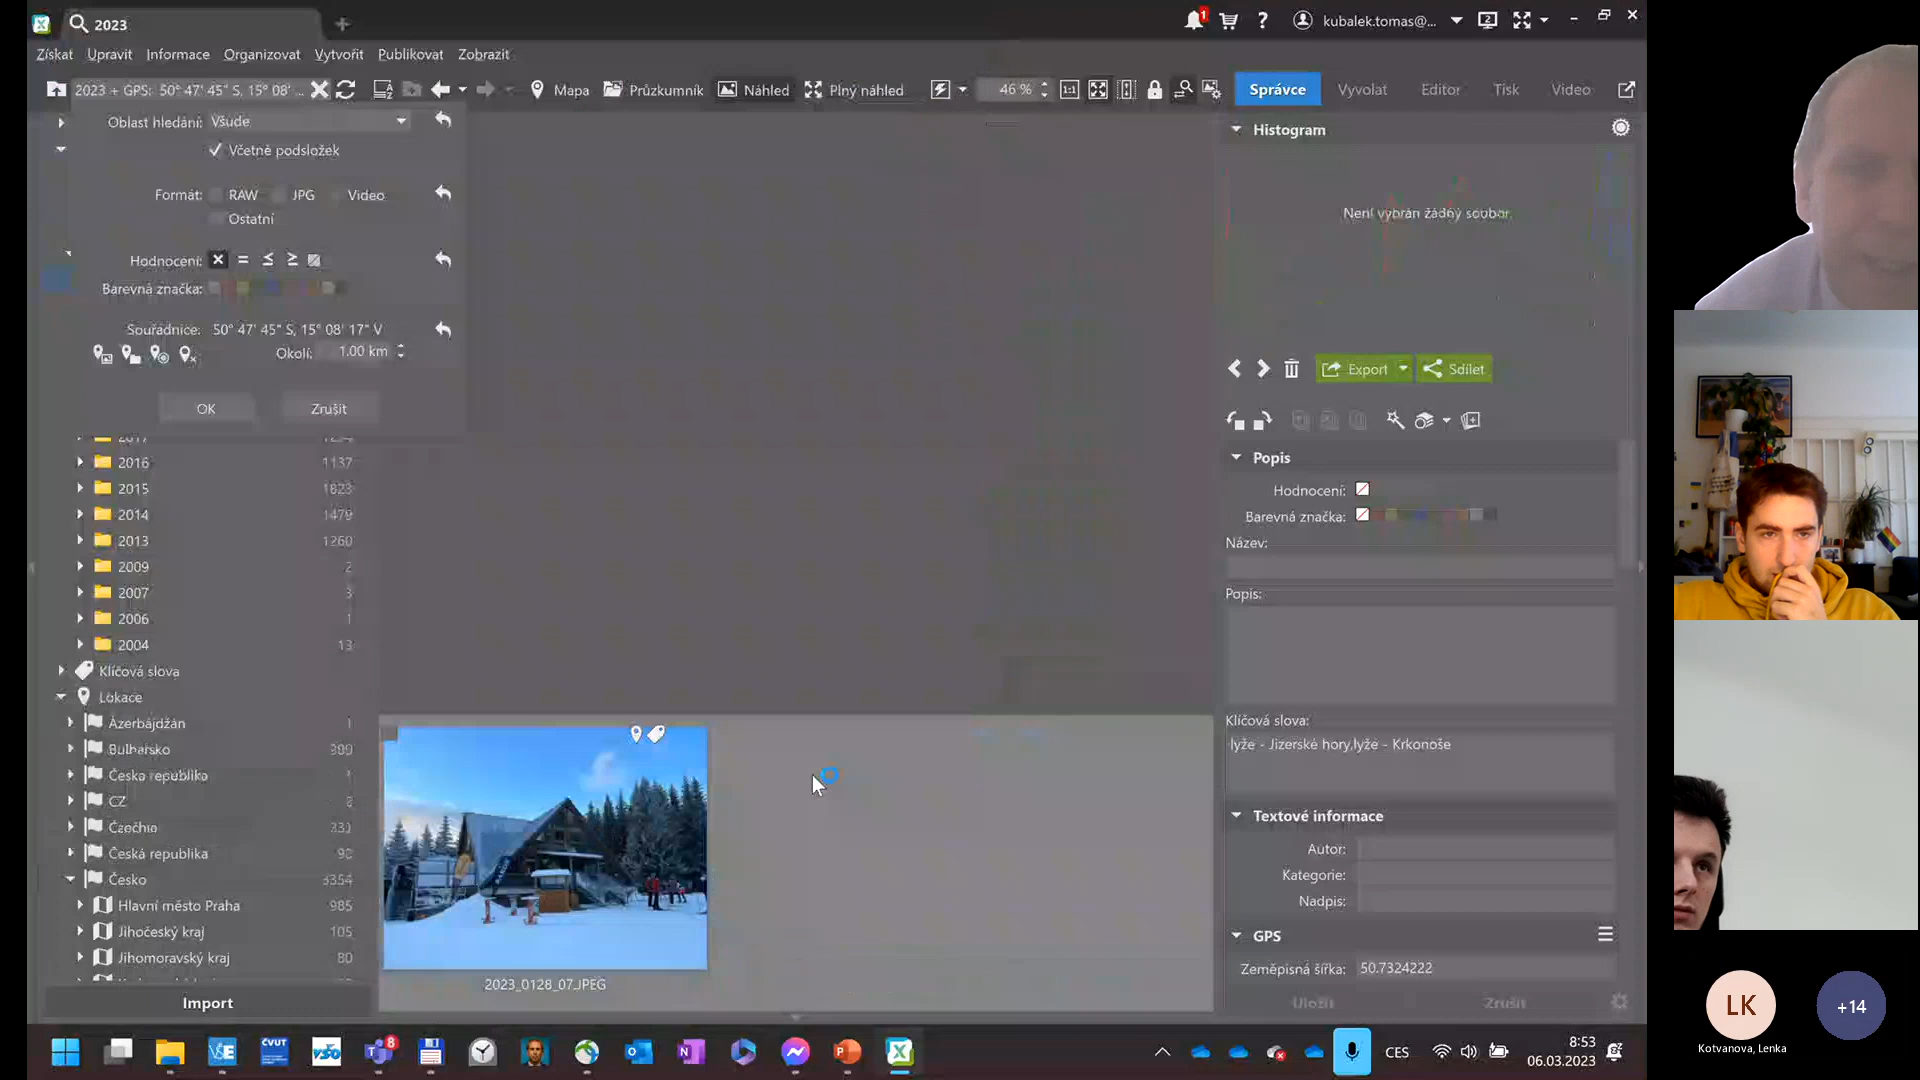 2023
kubalek.tomas@...
Získat Upravit Informace Organizovat Vytvořit Publikovat Zobrazit
2023 + GPS: 50° 47' 45" S, 15° 08' ...
Mapa Průzkumník Náhled Plný náhled
46 %
1:1
Správce Vyvolat Editor Tisk Video
Oblast hledání: Všude
Včetně podsložek
Formát: RAW JPG Video
Ostatní
Hodnocení: = ≤ ≥
Barevná značka:
Souřadnice: 50° 47' 45" S, 15° 08' 17" V
Okolí: 1.00 km
OK Zrušit
2016 1137
2015 1823
2014 1479
2013 1260
2009 2
2007 3
2006 1
2004 13
Klíčová slova
Lokace
Ázerbájdžán 1
Bulharsko
Česka republika 1
CZ
Czechia
Česká republika 90
Česko 3354
Hlavní město Praha 985
Jihočeský kraj 105
Jihomoravský kraj 80
Import
2023_0128_07.JPEG
Histogram
Není vybrán žádný soubor.
Export Sdílet
Popis
Hodnocení:
Barevná značka:
Název:
Popis:
Klíčová slova:
lyže - Jizerské hory,lyže - Krkonoše
Textové informace
Autor:
Kategorie:
Nadpis:
GPS
Zeměpisná šířka: 50.7324222
Uložit Zrušit
LK
+14
Kotvanova, Lenka
ČVUT
8
CES
8:53
06.03.2023